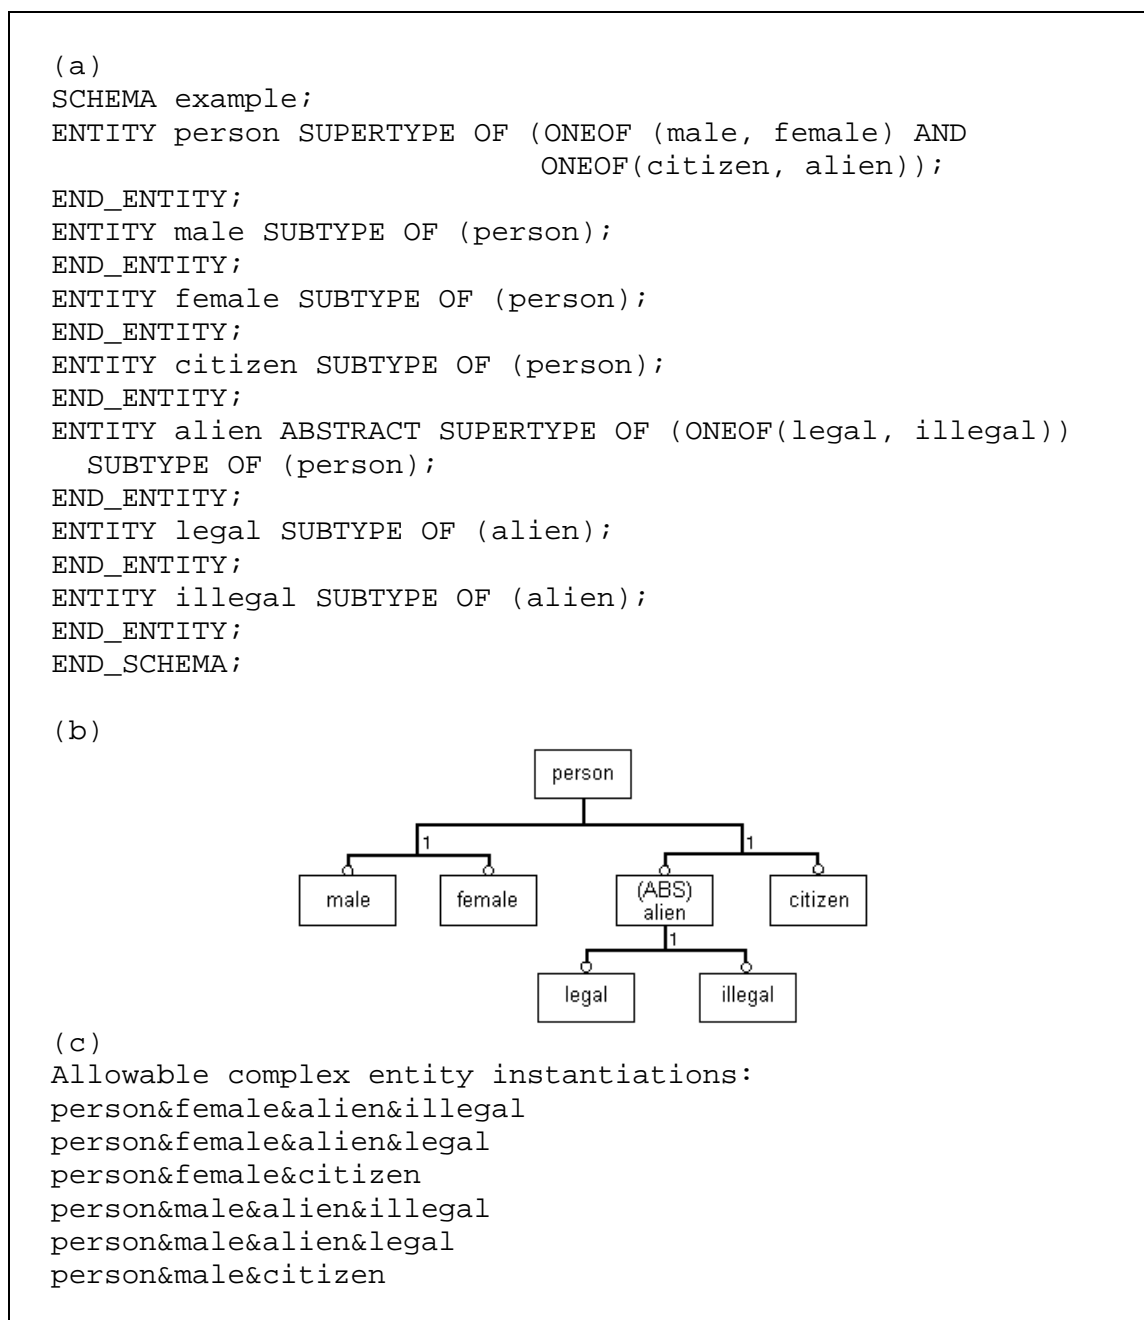 (a)
SCHEMA example;
ENTITY person SUPERTYPE OF (ONEOF (male, female) AND
ONEOF(citizen, alien));
END_ENTITY;
ENTITY male SUBTYPE OF (person);
END_ENTITY;
ENTITY female SUBTYPE OF (person);
END_ENTITY;
ENTITY citizen SUBTYPE OF (person);
END_ENTITY;
ENTITY alien ABSTRACT SUPERTYPE OF (ONEOF(legal, illegal))
SUBTYPE OF (person);
END_ENTITY;
ENTITY legal SUBTYPE OF (alien);
END_ENTITY;
ENTITY illegal SUBTYPE OF (alien);
END_ENTITY;
END_SCHEMA;
(b)
person
1 1
male female (ABS) citizen
alien
1
legal illegal
(c)
Allowable complex entity instantiations:
person&female&alien&illegal
person&female&alien&legal
person&female&citizen
person&male&alien&illegal
person&male&alien&legal
person&male&citizen